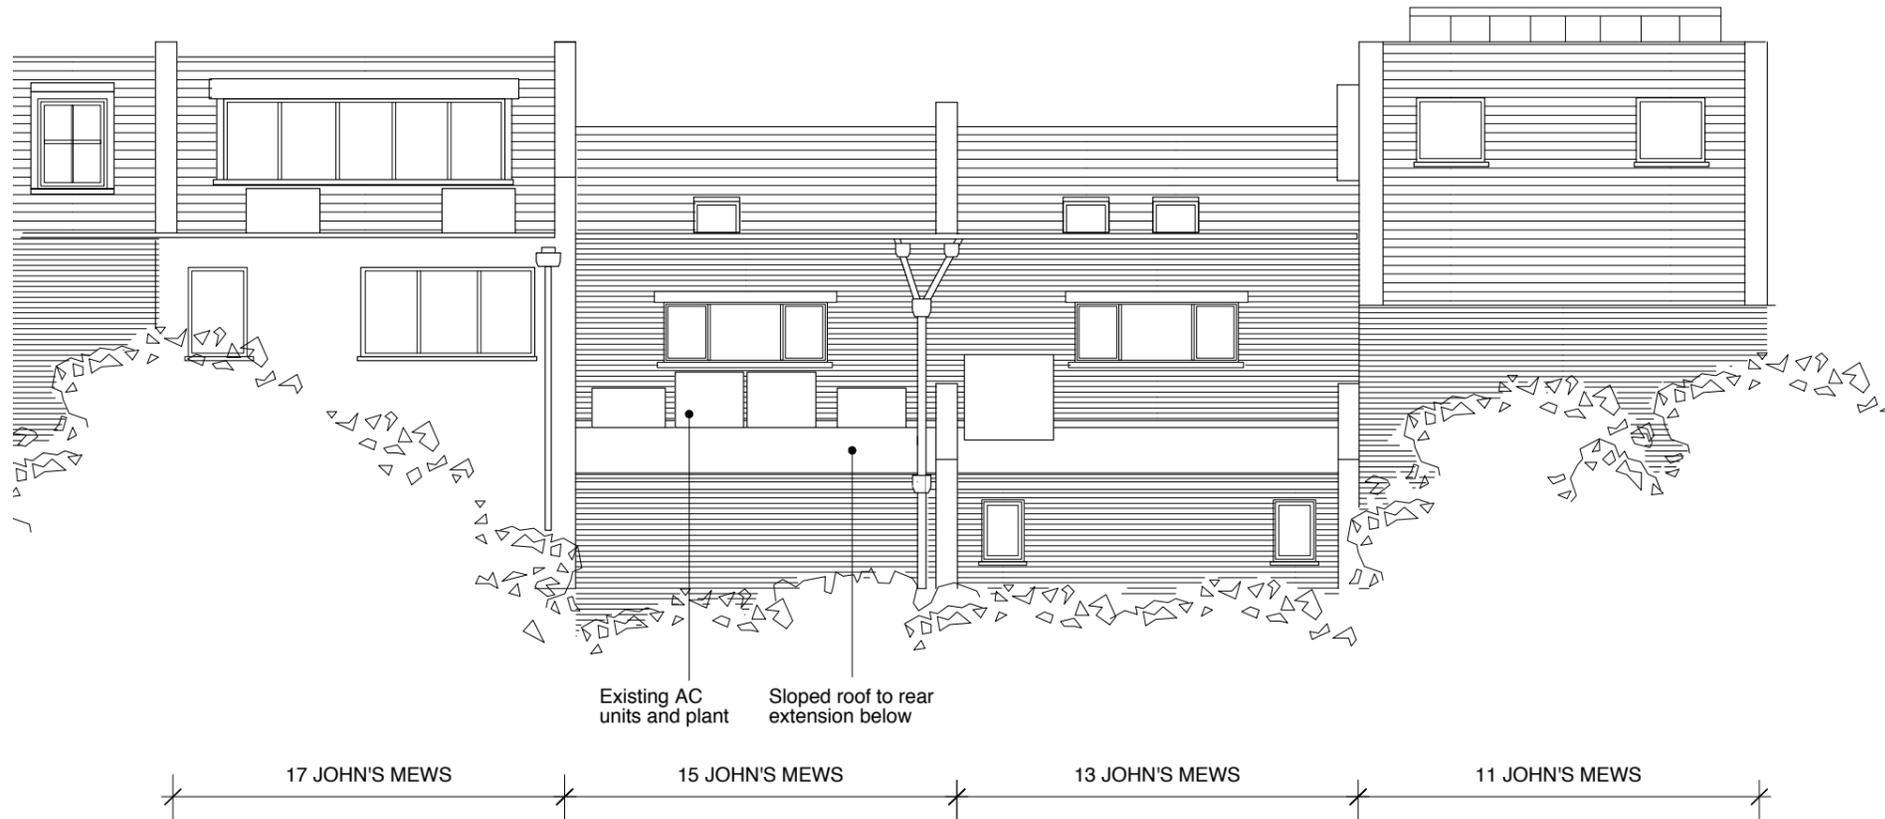 Existing AC
units and plant
Sloped roof to rear
extension below
17 JOHN'S MEWS
15 JOHN'S MEWS
13 JOHN'S MEWS
11 JOHN'S MEWS